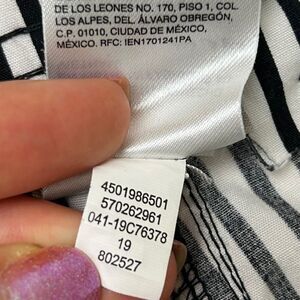 DE LOS LEONES NO. 170, PISO 1, COL.
LOS ALPES, DEL. ÁLVARO OBREGÓN,
C.P. 01010, CIUDAD DE MÉXICO,
MÉXICO. RFC: IEN1701241PA
4501986501
570262961
041-19C76378
19
802527